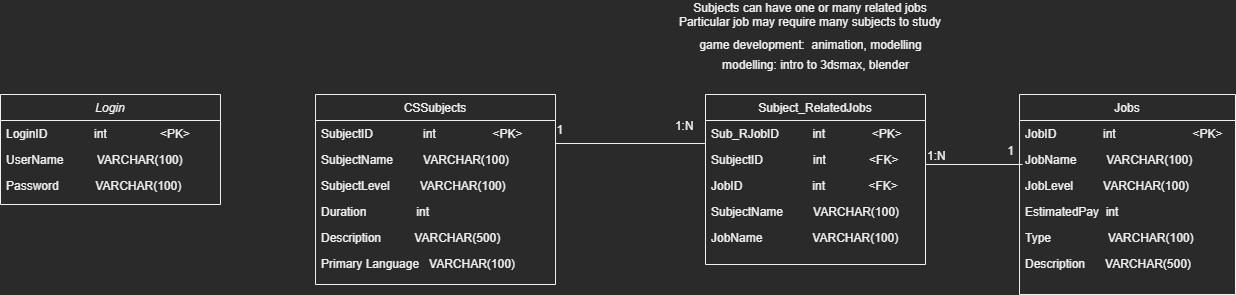 Subjects can have one or many related jobs
Particular job may require many subjects to study
game development: animation, modelling
modelling: intro to 3dsmax, blender
Login
LoginID int <PK>
UserName VARCHAR(100)
Password VARCHAR(100)
CSSubjects
SubjectID int <PK>
SubjectName VARCHAR(100)
SubjectLevel VARCHAR(100)
Duration int
Description VARCHAR(500)
Primary Language VARCHAR(100)
1
1:N
Subject_RelatedJobs
Sub_RJobID int <PK>
SubjectID int <FK>
JobID int <FK>
SubjectName VARCHAR(100)
JobName VARCHAR(100)
1:N
1
Jobs
JobID int <PK>
JobName VARCHAR(100)
JobLevel VARCHAR(100)
EstimatedPay int
Type VARCHAR(100)
Description VARCHAR(500)